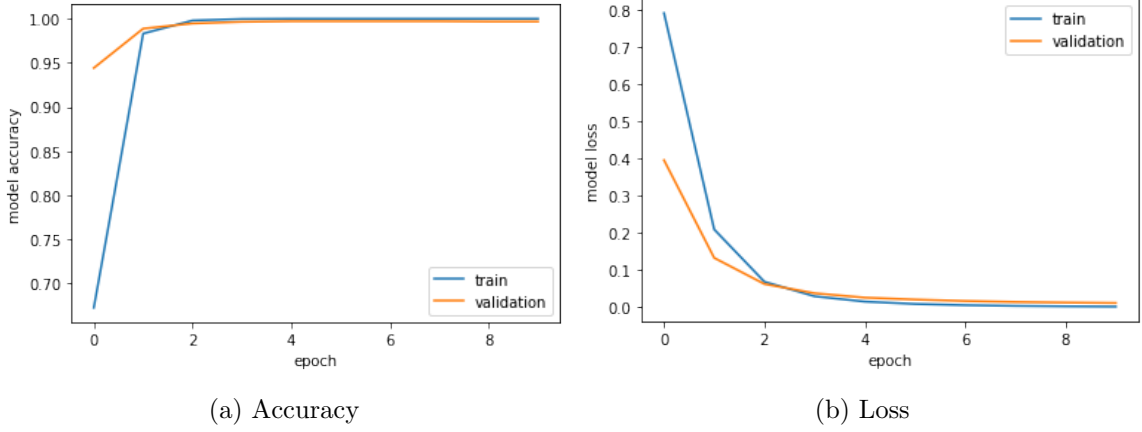 1.00
0.95
0.90
0.85
0.80
0.75
0.70
model accuracy
train
validation
0 2 4 6 8
epoch
(a) Accuracy
0.8
0.7
0.6
0.5
0.4
0.3
0.2
0.1
0.0
model loss
train
validation
0 2 4 6 8
epoch
(b) Loss